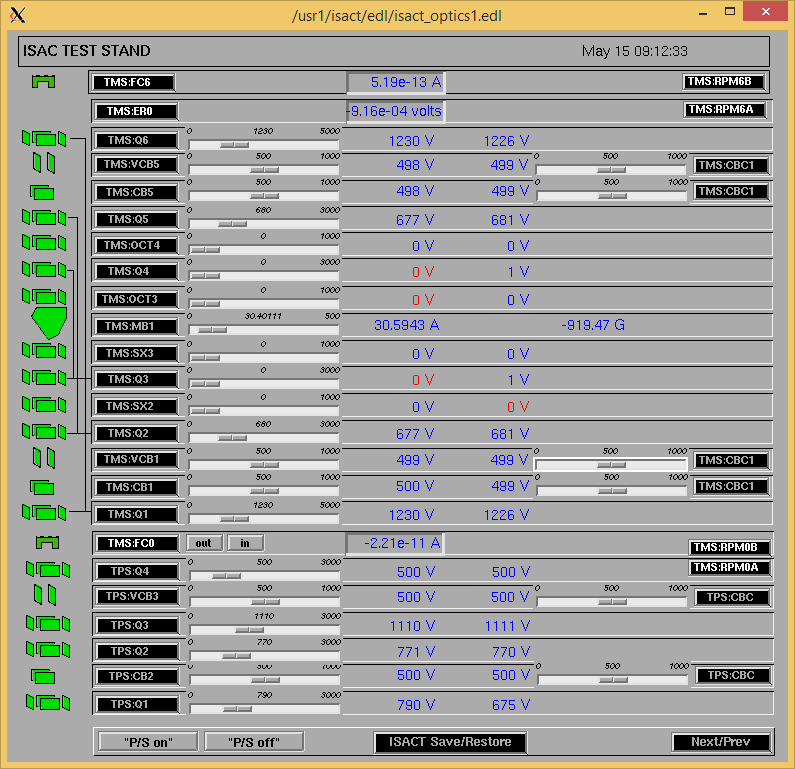 /usr1/isact/edl/isact_optics1.edl
ISAC TEST STAND May 15 09:12:33
TMS:FC6 5.19e-13 A TMS:RPM6B
TMS:ER0 -9.16e-04 volts TMS:RPM6A
TMS:Q6 0 1230 5000 1230 V 1226 V
TMS:VCB5 0 500 1000 498 V 499 V 0 500 1000 TMS:CBC1
TMS:CB5 0 500 1000 498 V 499 V 0 500 1000 TMS:CBC1
TMS:Q5 0 680 3000 677 V 681 V
TMS:OCT4 0 0 1000 0 V 0 V
TMS:Q4 0 0 3000 0 V 1 V
TMS:OCT3 0 0 1000 0 V 0 V
TMS:MB1 0 30.40111 500 30.5943 A -919.47 G
TMS:SX3 0 0 1000 0 V 0 V
TMS:Q3 0 0 3000 0 V 1 V
TMS:SX2 0 0 1000 0 V 0 V
TMS:Q2 0 680 3000 677 V 681 V
TMS:VCB1 0 500 1000 499 V 499 V 0 500 1000 TMS:CBC1
TMS:CB1 0 500 1000 500 V 499 V 0 500 1000 TMS:CBC1
TMS:Q1 0 1230 5000 1230 V 1226 V
TMS:FC0 out in -2.21e-11 A TMS:RPM0B
TPS:Q4 0 500 3000 500 V 500 V TMS:RPM0A
TPS:VCB3 0 500 1000 500 V 500 V 0 500 1000 TPS:CBC
TPS:Q3 0 1110 3000 1110 V 1111 V
TPS:Q2 0 770 3000 771 V 770 V
TPS:CB2 0 500 1000 500 V 500 V 0 500 1000 TPS:CBC
TPS:Q1 0 790 3000 790 V 675 V
"P/S on" "P/S off" ISACT Save/Restore Next/Prev